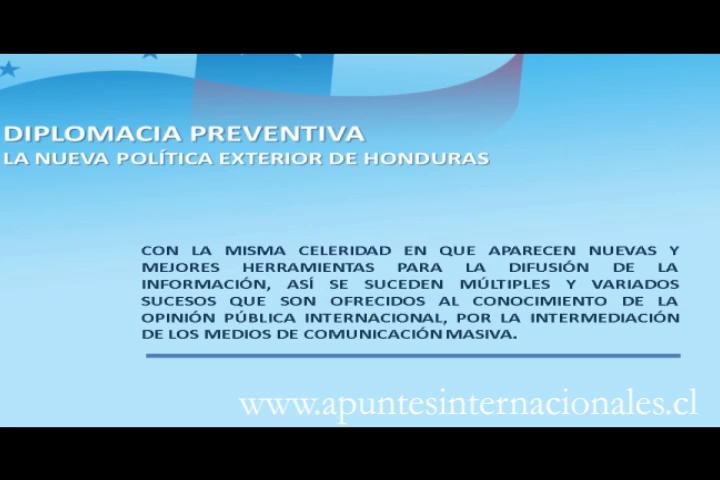 DIPLOMACIA PREVENTIVA
LA NUEVA POLÍTICA EXTERIOR DE HONDURAS
CON LA MISMA CELERIDAD EN QUE APARECEN NUEVAS Y
MEJORES HERRAMIENTAS PARA LA DIFUSIÓN DE LA
INFORMACIÓN, ASÍ SE SUCEDEN MÚLTIPLES Y VARIADOS
SUCESOS QUE SON OFRECIDOS AL CONOCIMIENTO DE LA
OPINIÓN PÚBLICA INTERNACIONAL, POR LA INTERMEDIACIÓN
DE LOS MEDIOS DE COMUNICACIÓN MASIVA.
www.apuntesinternacionales.cl